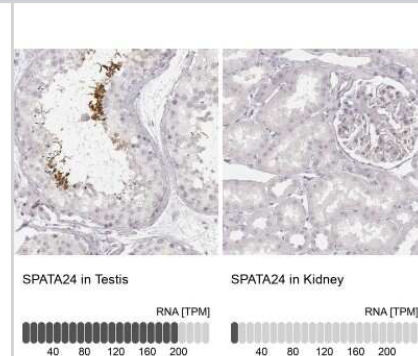 SPATA24 in Testis
SPATA24 in Kidney
RNA [TPM]
RNA [TPM]
40 80 120 160 200
40 80 120 160 200